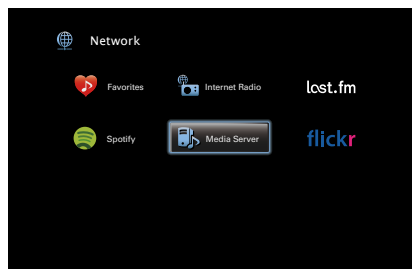 Network
Favorites
Internet Radio
last.fm
Spotify
Media Server
flickr